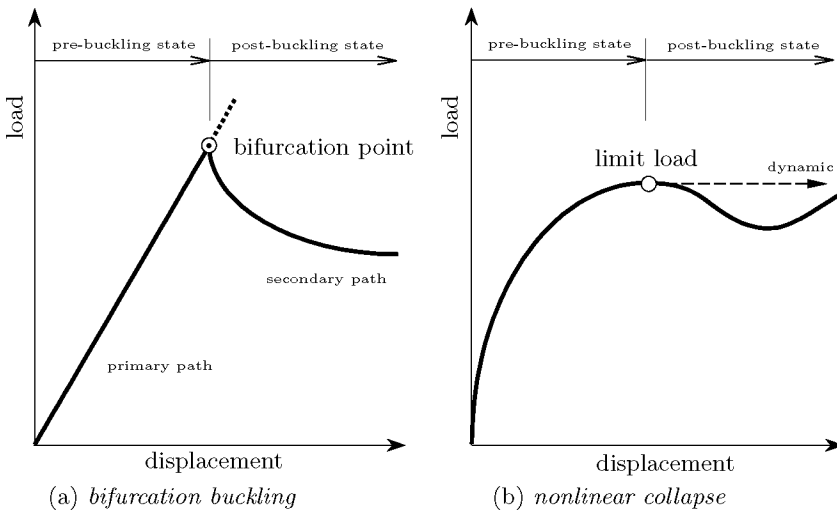 pre-buckling state
post-buckling state
load
bifurcation point
secondary path
primary path
displacement
(a) bifurcation buckling
pre-buckling state
post-buckling state
load
limit load
dynamic
displacement
(b) nonlinear collapse